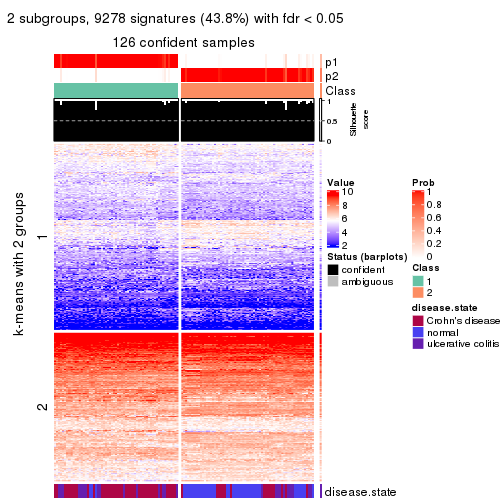 2 subgroups, 9278 signatures (43.8%) with fdr < 0.05
126 confident samples
p1
p2
Class
1
0.5
0
Silhouette
score
k-means with 2 groups
1
2
disease.state
Value
10
8
6
4
2
Status (barplots)
confident
ambiguous
Prob
1
0.8
0.6
0.4
0.2
0
Class
1
2
disease.state
Crohn's disease
normal
ulcerative colitis